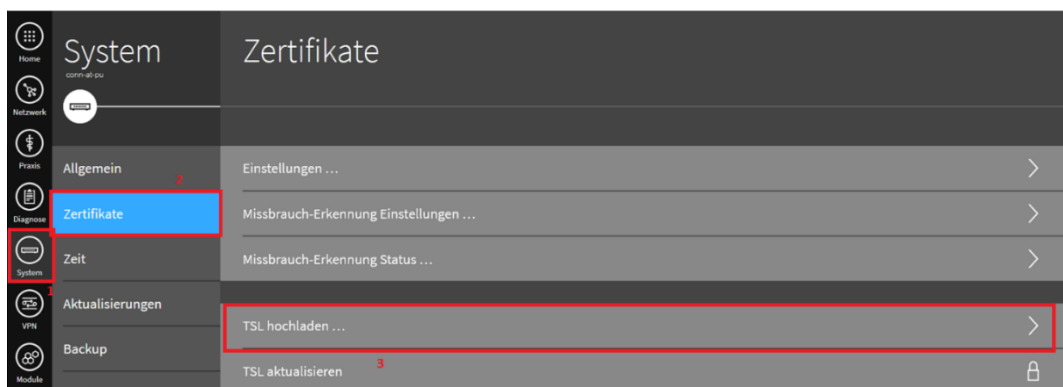 Home
Netzwerk
Praxis
Diagnose
System
1
VPN
Module
System
conn-at-pu
Allgemein
2
Zertifikate
Zeit
Aktualisierungen
Backup
Zertifikate
Einstellungen ...
Missbrauch-Erkennung Einstellungen ...
Missbrauch-Erkennung Status ...
TSL hochladen ...
3
TSL aktualisieren